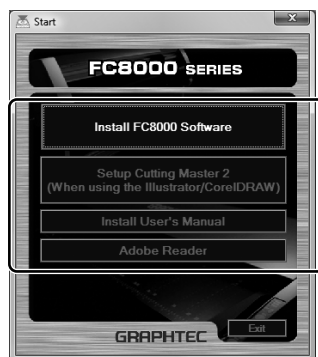 Start
FC8000 SERIES
Install FC8000 Software
Setup Cutting Master 2
(When using the Illustrator/CorelDRAW)
Install User's Manual
Adobe Reader
GRAPHTEC
Exit